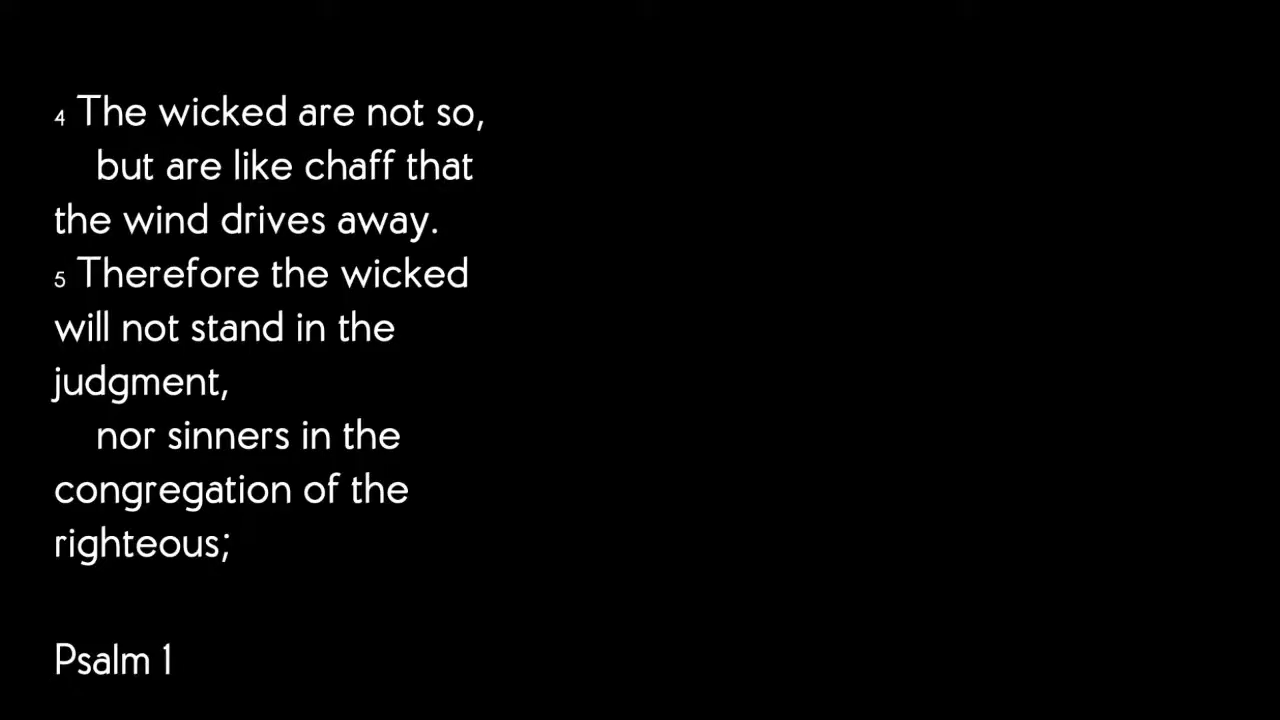 4 The wicked are not so,
but are like chaff that
the wind drives away.
5 Therefore the wicked
will not stand in the
judgment,
nor sinners in the
congregation of the
righteous;
Psalm 1